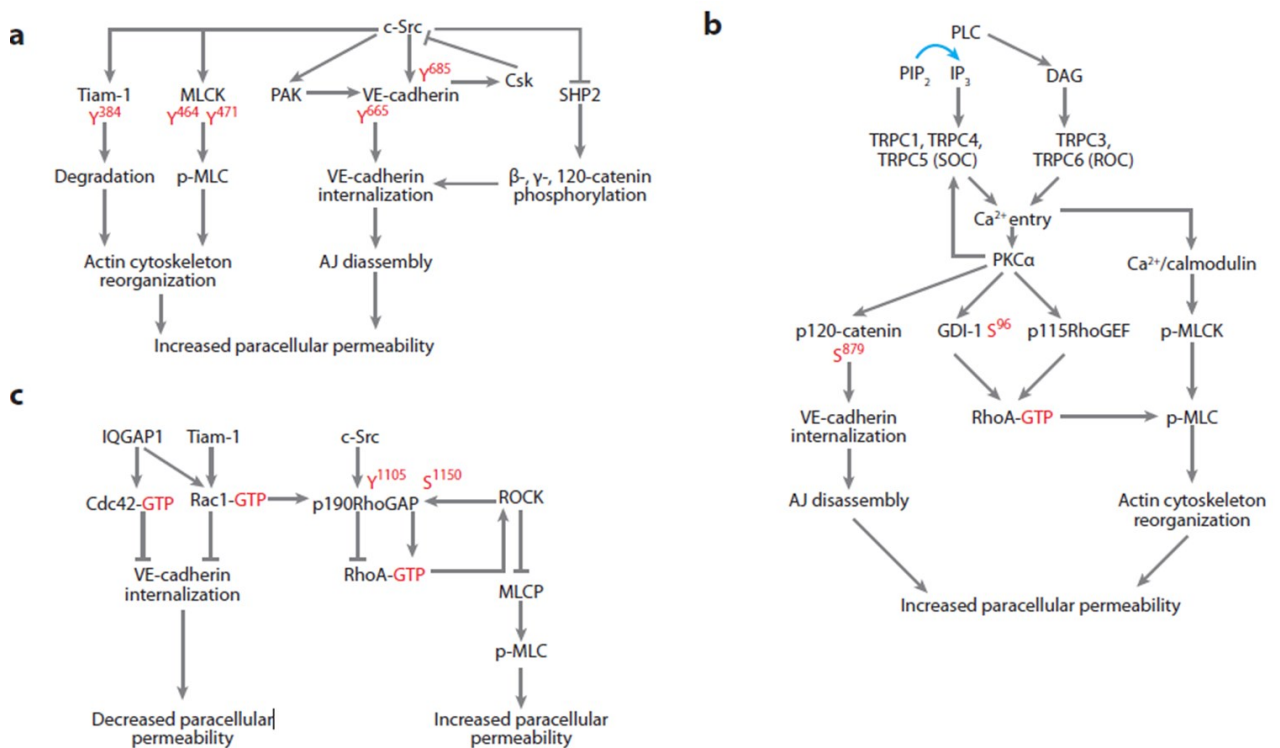 a
c-Src
Tiam-1
Y384
MLCK
Y464 Y471
PAK
VE-cadherin
Y685
Y665
Csk
SHP2
Degradation
p-MLC
VE-cadherin
internalization
β-, γ-, 120-catenin
phosphorylation
Actin cytoskeleton
reorganization
AJ diassembly
Increased paracellular permeability
b
PLC
PIP2
IP3
DAG
TRPC1, TRPC4,
TRPC5 (SOC)
TRPC3,
TRPC6 (ROC)
Ca2+ entry
PKCα
Ca2+/calmodulin
p120-catenin
S879
GDI-1 S96
p115RhoGEF
p-MLCK
VE-cadherin
internalization
RhoA-GTP
p-MLC
AJ disassembly
Actin cytoskeleton
reorganization
Increased paracellular permeability
c
IQGAP1
Tiam-1
c-Src
Cdc42-GTP
Rac1-GTP
Y1105
S1150
p190RhoGAP
ROCK
VE-cadherin
internalization
RhoA-GTP
MLCP
p-MLC
Decreased paracellular
permeability
Increased paracellular
permeability